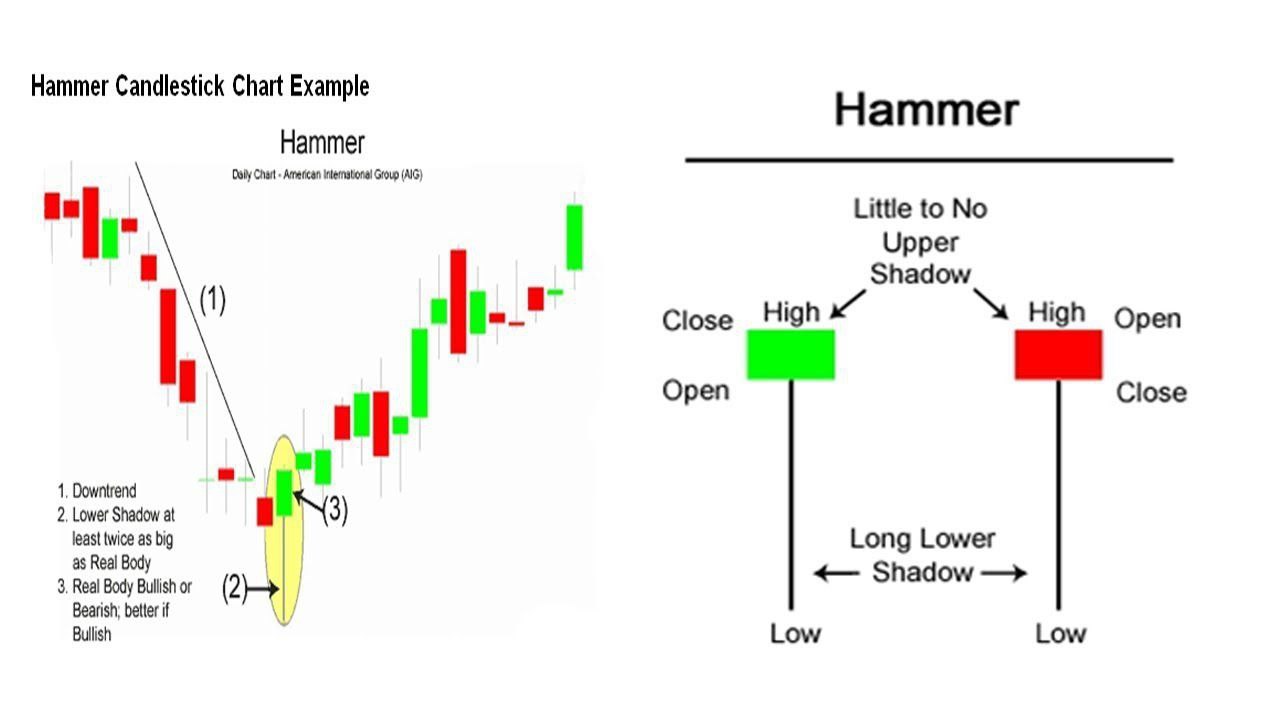 Hammer Candlestick Chart Example
Hammer
Daily Chart - American International Group (AIG)
(1)
(3)
(2)
1. Downtrend
2. Lower Shadow at
least twice as big
as Real Body
3. Real Body Bullish or
Bearish; better if
Bullish
Hammer
Little to No
Upper
Shadow
Close
High
High
Open
Open
Close
Long Lower
Shadow
Low
Low